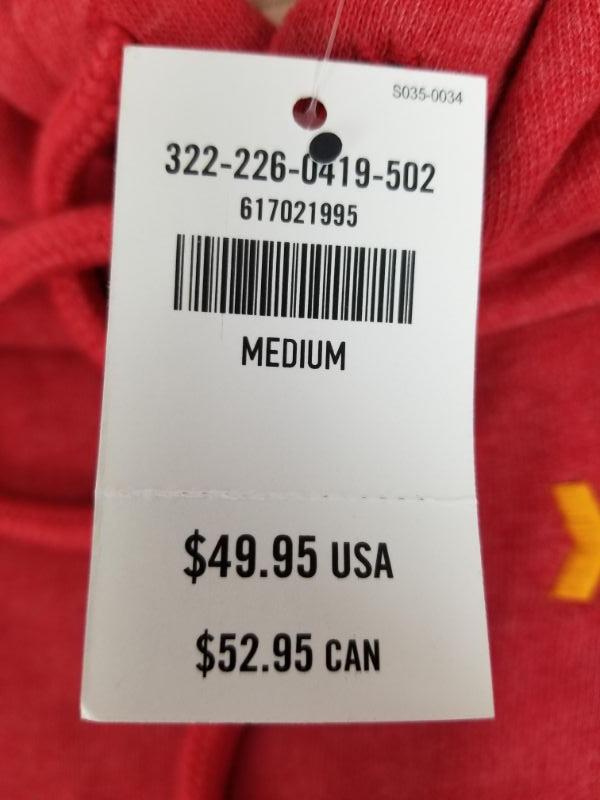 S035-0034
322-226-0419-502
617021995
MEDIUM
$49.95 USA
$52.95 CAN